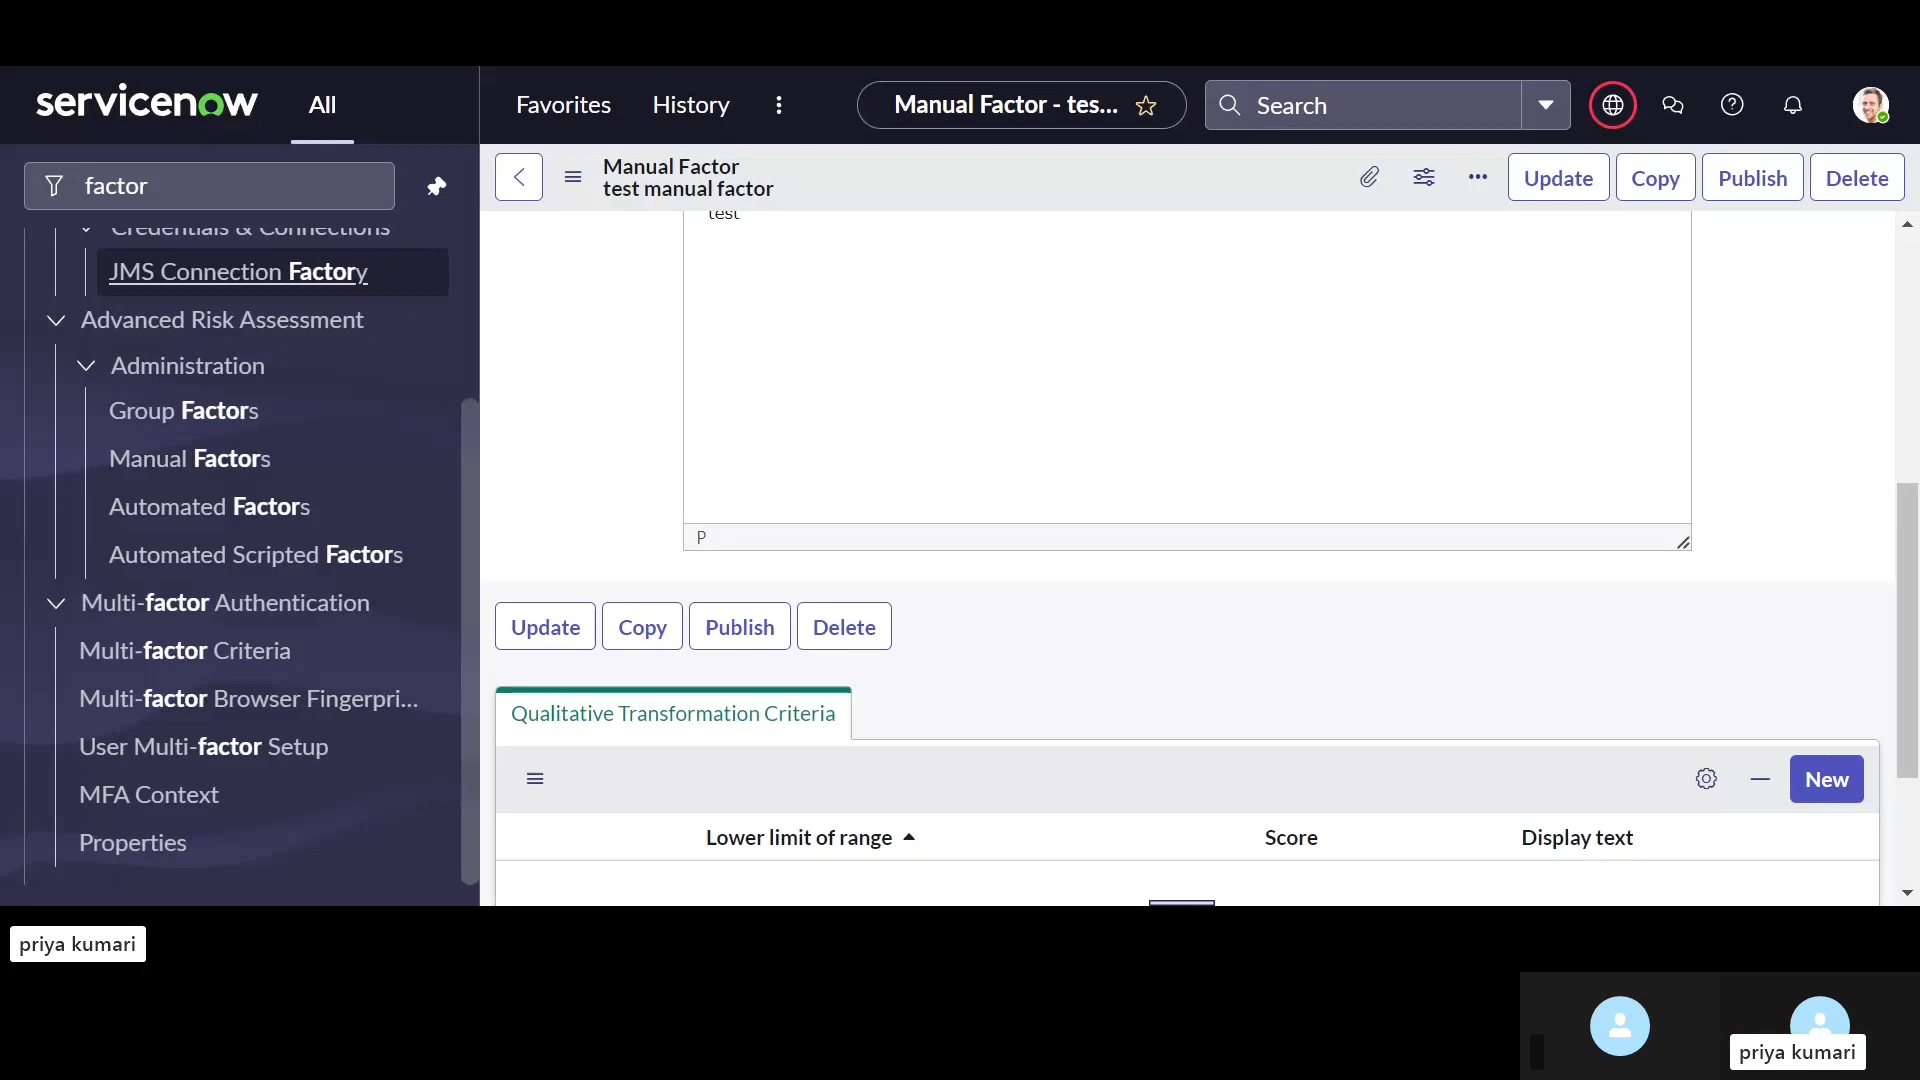 servicenow
All
Favorites
History
Manual Factor - tes...
Search
factor
Credentials & Connections
JMS Connection Factory
Advanced Risk Assessment
Administration
Group Factors
Manual Factors
Automated Factors
Automated Scripted Factors
Multi-factor Authentication
Multi-factor Criteria
Multi-factor Browser Fingerpri...
User Multi-factor Setup
MFA Context
Properties
Manual Factor
test manual factor
Update
Copy
Publish
Delete
test
P
Update
Copy
Publish
Delete
Qualitative Transformation Criteria
New
Lower limit of range
Score
Display text
priya kumari
priya kumari